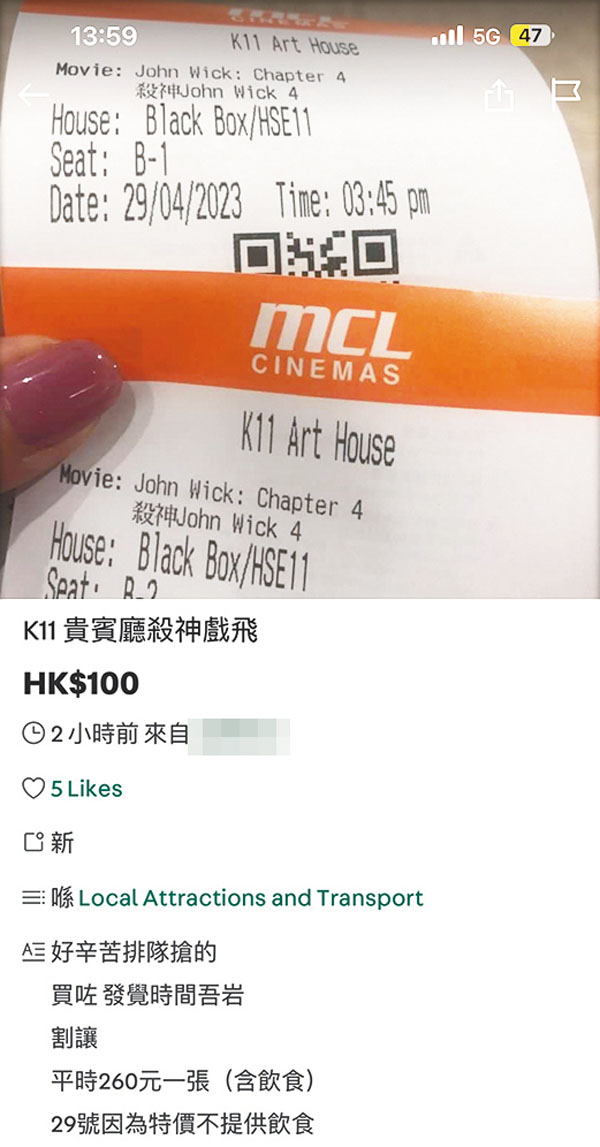 CINEMAS
13:59
5G
47
K11 Art House
Movie: John Wick: Chapter 4
殺神John Wick 4
House: Black Box/HSE11
Seat: B-1
Date: 29/04/2023 Time: 03:45 pm
MCL
CINEMAS
K11 Art House
Movie: John Wick: Chapter 4
殺神John Wick 4
House: Black Box/HSE11
Seat: B-2
K11 貴賓廳殺神戲飛
HK$100
2 小時前 來自
5 Likes
新
喺 Local Attractions and Transport
好辛苦排隊搶的
買咗 發覺時間吾岩
割讓
平時260元一張（含飲食）
29號因為特價不提供飲食